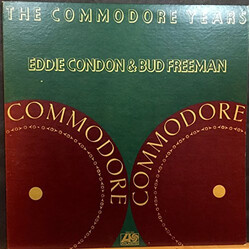 THE COMMODORE YEARS
EDDIE CONDON & BUD FREEMAN
COMMODORE
COMMODORE